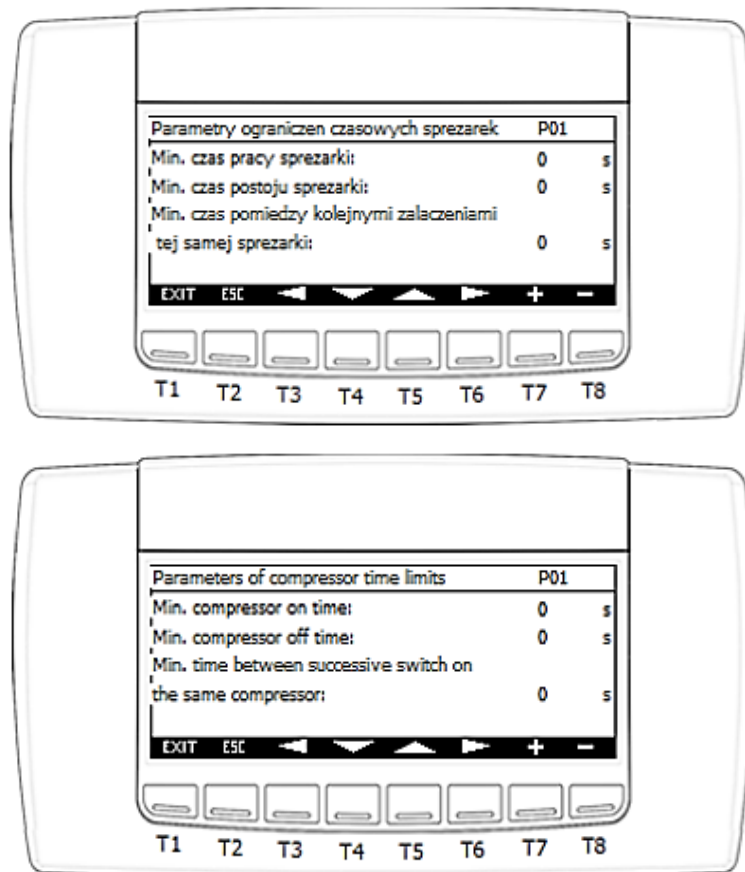 Parametry ograniczen czasowych sprezarek P01
Min. czas pracy sprezarki: 0 s
Min. czas postoju sprezarki: 0 s
Min. czas pomiedzy kolejnymi zalaczeniami
tej samej sprezarki: 0 s
EXIT ESC + -
T1 T2 T3 T4 T5 T6 T7 T8
Parameters of compressor time limits P01
Min. compressor on time: 0 s
Min. compressor off time: 0 s
Min. time between successive switch on
the same compressor: 0 s
EXIT ESC + -
T1 T2 T3 T4 T5 T6 T7 T8